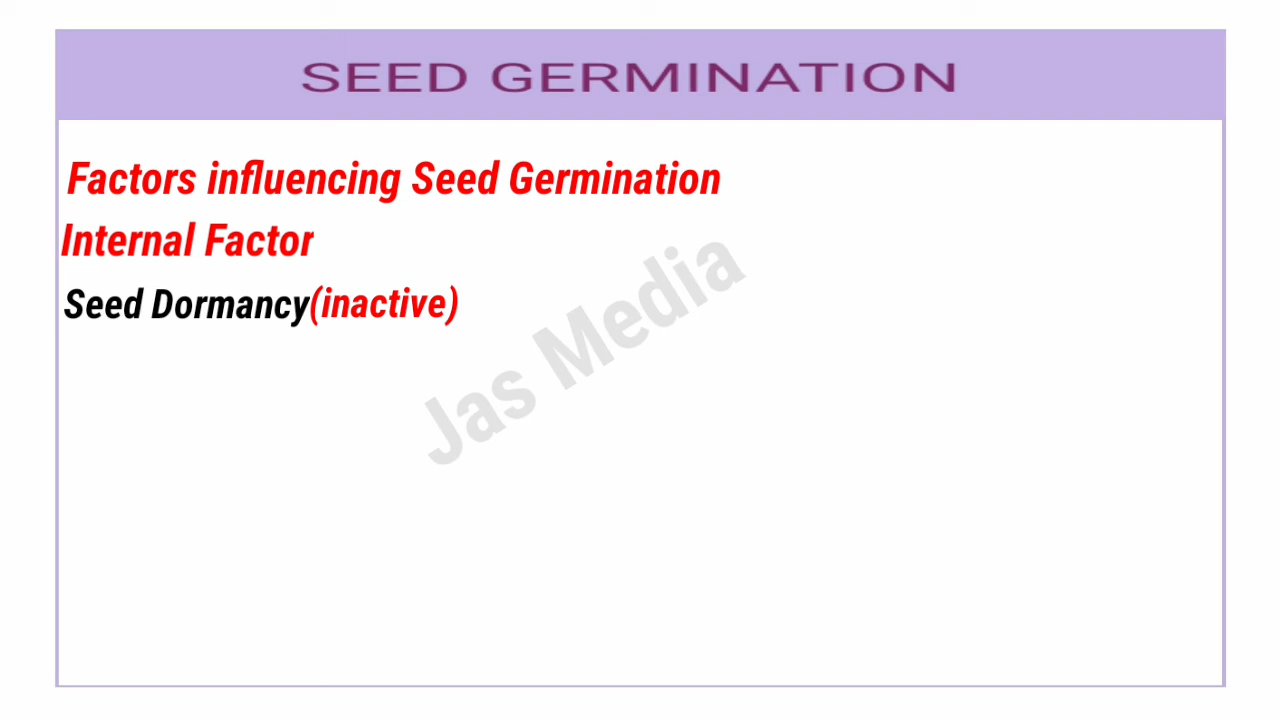 SEED GERMINATION
Factors influencing Seed Germination
Internal Factor
Seed Dormancy(inactive)
Jas Media